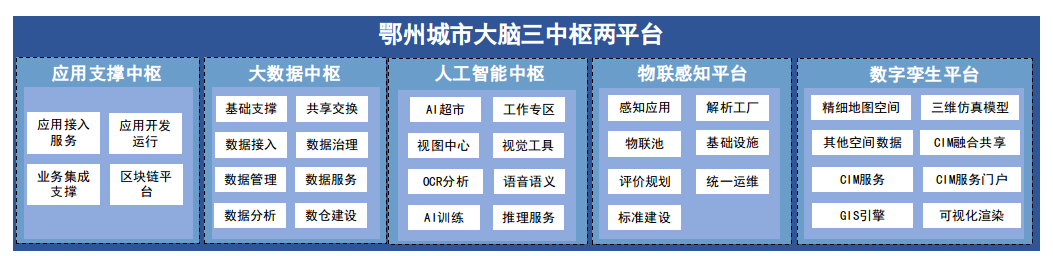 鄂州城市大脑三中枢两平台
应用支撑中枢
应用接入
服务
应用开发
运行
业务集成
支撑
区块链平
台
大数据中枢
基础支撑
共享交换
数据接入
数据治理
数据管理
数据服务
数据分析
数仓建设
人工智能中枢
AI超市
工作专区
视图中心
视觉工具
OCR分析
语音语义
AI训练
推理服务
物联感知平台
感知应用
解析工厂
物联池
基础设施
评价规划
统一运维
标准建设
数字孪生平台
精细地图空间
三维仿真模型
其他空间数据
CIM融合共享
CIM服务
CIM服务门户
GIS引擎
可视化渲染